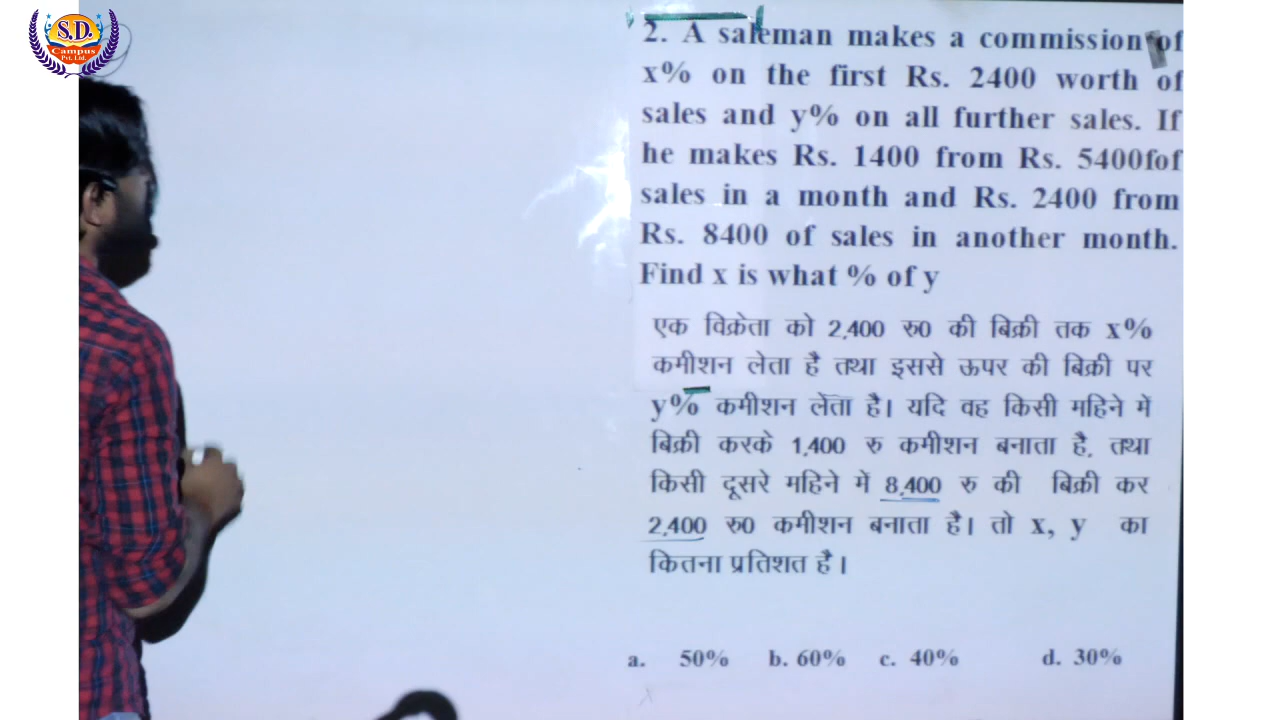 S.D.
Campus
Pvt. Ltd.
2. A saleman makes a commission of
x% on the first Rs. 2400 worth of
sales and y% on all further sales. If
he makes Rs. 1400 from Rs. 5400fof
sales in a month and Rs. 2400 from
Rs. 8400 of sales in another month.
Find x is what % of y
एक विक्रेता को 2,400 रु0 की बिक्री तक x%
कमीशन लेता है तथा इससे ऊपर की बिक्री पर
y% कमीशन लेता है। यदि वह किसी महिने में
बिक्री करके 1,400 रु कमीशन बनाता है, तथा
किसी दूसरे महिने में 8,400 रु की बिक्री कर
2,400 रु0 कमीशन बनाता है। तो x, y का
कितना प्रतिशत है।
a. 50% b. 60% c. 40% d. 30%